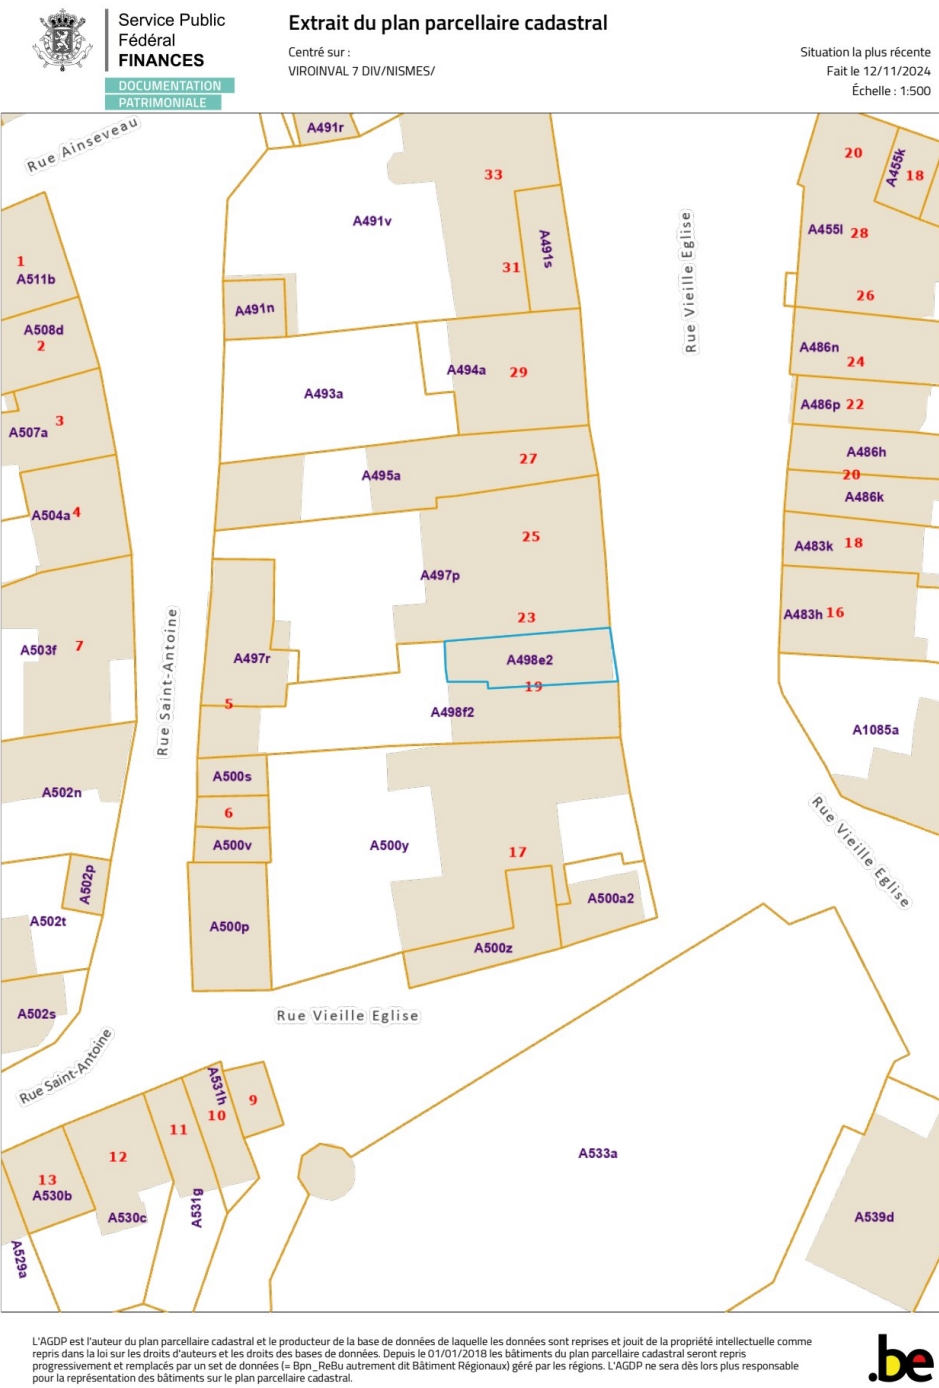 Service Public
Fédéral
FINANCES
DOCUMENTATION
PATRIMONIALE
Extrait du plan parcellaire cadastral
Centré sur :
VIROINVAL 7 DIV/NISMES/
Situation la plus récente
Fait le 12/11/2024
Échelle : 1:500
Rue Ainseveau
A491r
33
20
A455k
18
A491v
A455l 28
Rue Vieille Eglise
A491s
1
A511b
31
26
A491n
A508d
2
A486n
24
A494a 29
A493a
A486p 22
3
A507a
A486h
27
20
A495a
A486k
A504a 4
25
A483k 18
A497p
A483h 16
23
A503f 7
A497r
A498e2
19
Rue Saint-Antoine
5
A498f2
A1085a
A500s
A502n
6
Rue Vieille Eglise
A500v
A500y
17
A502p
A500a2
A502t
A500p
A500z
A502s
Rue Vieille Eglise
Rue Saint-Antoine
A531h
9
10
11
12
A533a
13
A530b
A531g
A530c
A539d
A529a
L'AGDP est l'auteur du plan parcellaire cadastral et le producteur de la base de données de laquelle les données sont reprises et jouit de la propriété intellectuelle comme
repris dans la loi sur les droits d'auteurs et les droits des bases de données. Depuis le 01/01/2018 les bâtiments du plan parcellaire cadastral seront repris
progressivement et remplacés par un set de données (= Bpn_ReBu autrement dit Bâtiment Régionaux) géré par les régions. L'AGDP ne sera dès lors plus responsable
pour la représentation des bâtiments sur le plan parcellaire cadastral.
.be